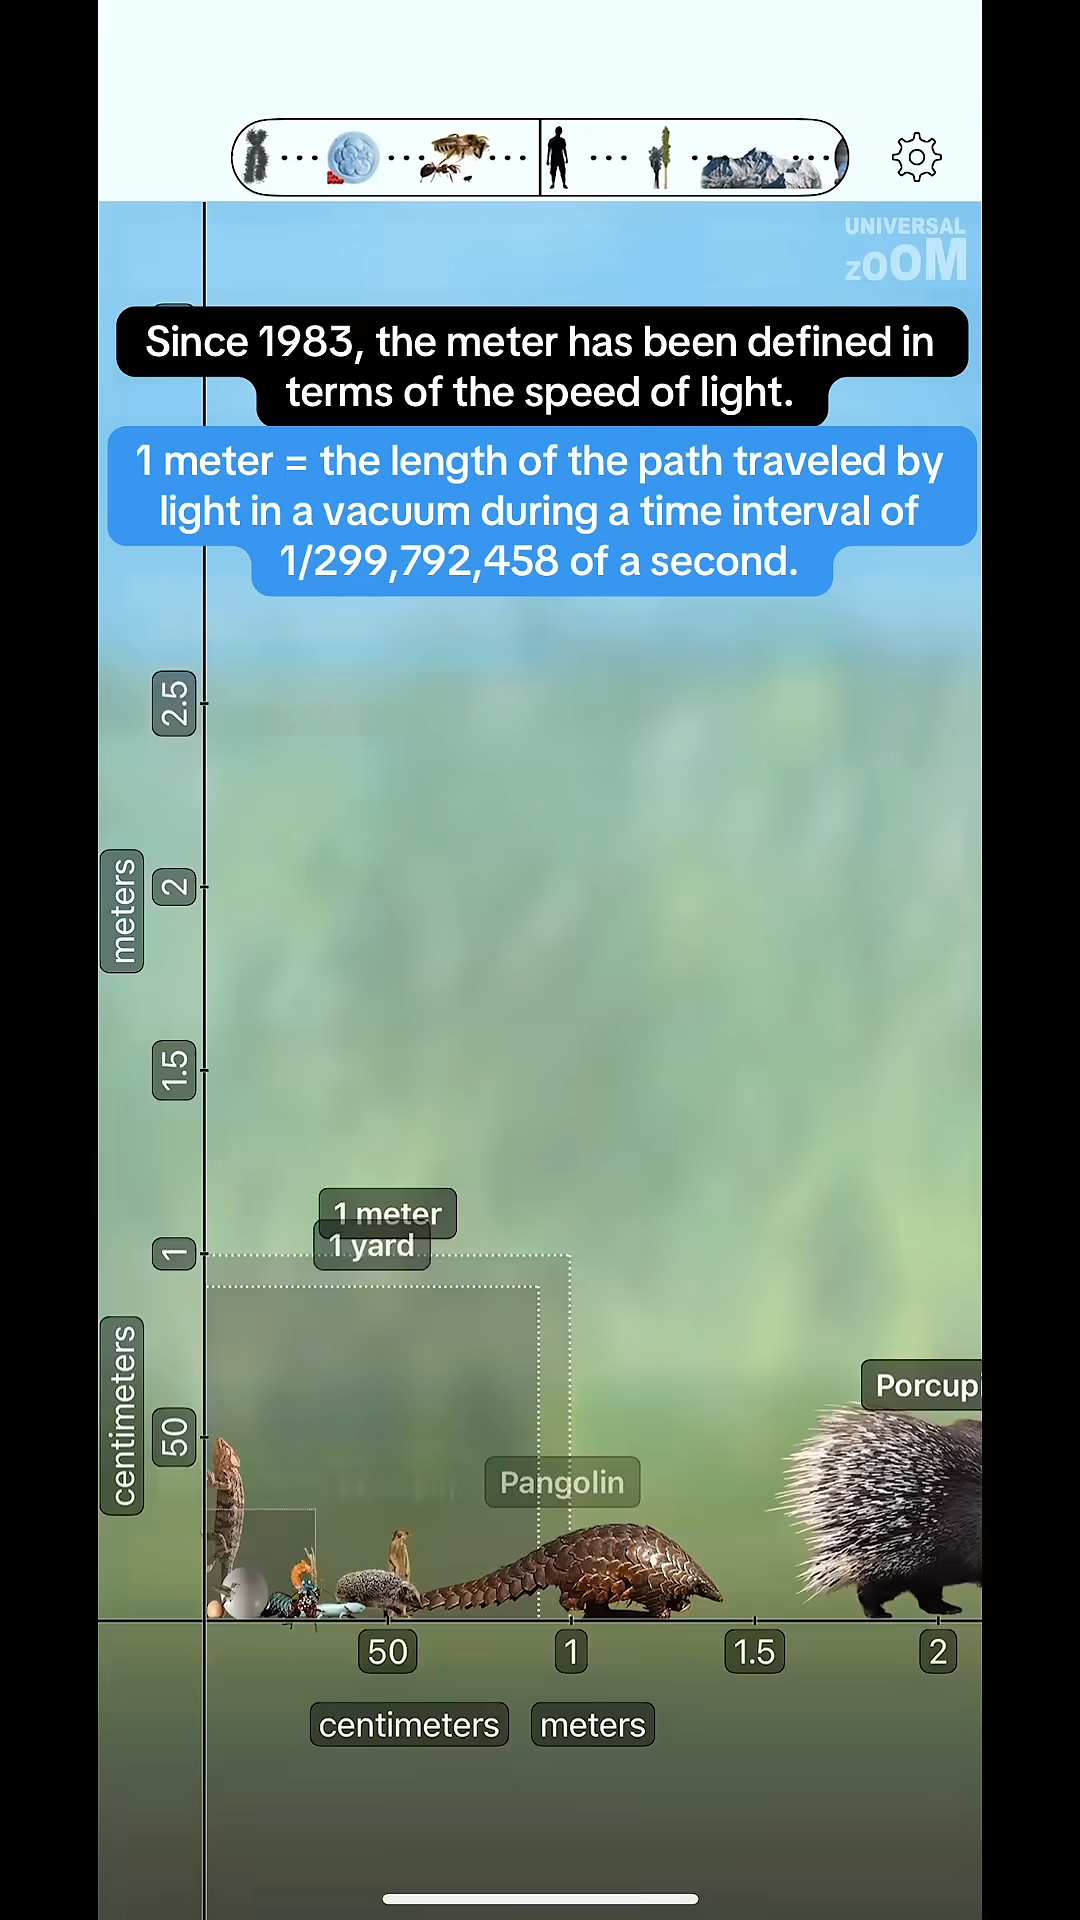 UNIVERSAL
zOOM
Since 1983, the meter has been defined in
terms of the speed of light.
1 meter = the length of the path traveled by
light in a vacuum during a time interval of
1/299,792,458 of a second.
2.5
meters
2
1.5
1 meter
1 yard
1
centimeters
50
Porcupi
Pangolin
50
1
1.5
2
centimeters
meters